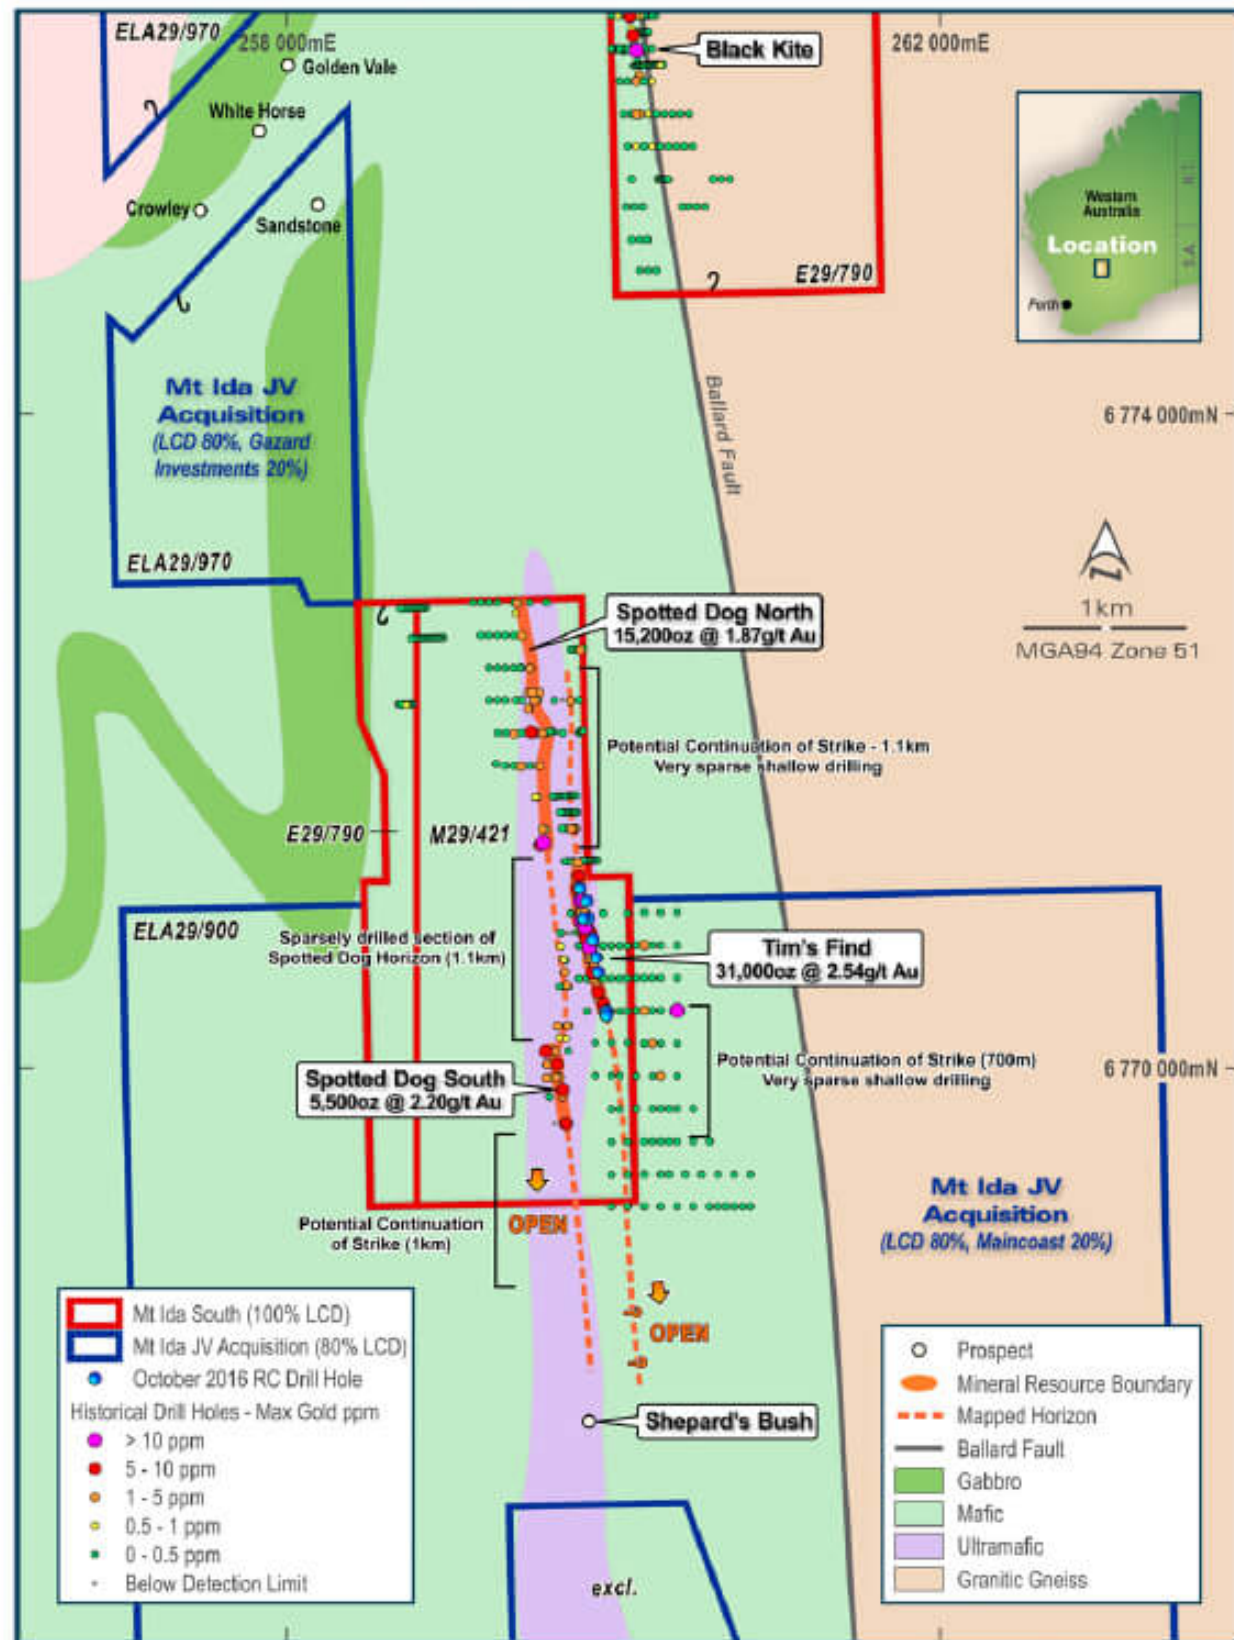 ELA29/970
258 000mE
Golden Vale
White Horse
Crowley
Sandstone
Black Kite
262 000mE
Western
Australia
Location
Perth
N.T.
S.A.
E29/790
Mt Ida JV
Acquisition
(LCD 80%, Gazard
Investments 20%)
Ballard Fault
6 774 000mN
ELA29/970
1km
MGA94 Zone 51
Spotted Dog North
15,200oz @ 1.87g/t Au
Potential Continuation of Strike - 1.1km
Very sparse shallow drilling
E29/790
M29/421
ELA29/900
Sparsely drilled section of
Spotted Dog Horizon (1.1km)
Tim's Find
31,000oz @ 2.54g/t Au
Potential Continuation of Strike (700m)
Very sparse shallow drilling
6 770 000mN
Spotted Dog South
5,500oz @ 2.20g/t Au
Potential Continuation
of Strike (1km)
OPEN
Mt Ida JV
Acquisition
(LCD 80%, Maincoast 20%)
OPEN
Shepard's Bush
excl.
Mt Ida South (100% LCD)
Mt Ida JV Acquisition (80% LCD)
October 2016 RC Drill Hole
Historical Drill Holes - Max Gold ppm
> 10 ppm
5 - 10 ppm
1 - 5 ppm
0.5 - 1 ppm
0 - 0.5 ppm
Below Detection Limit
Prospect
Mineral Resource Boundary
Mapped Horizon
Ballard Fault
Gabbro
Mafic
Ultramafic
Granitic Gneiss